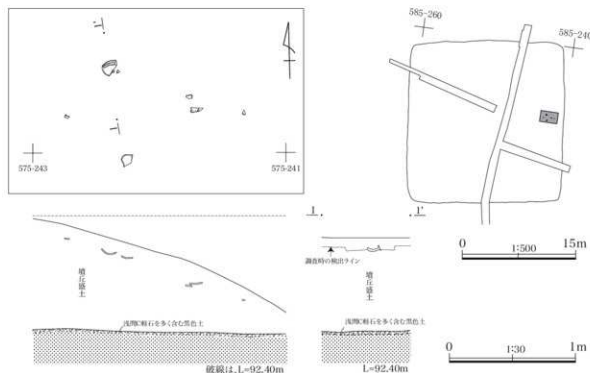 585-260
585-240
575-243
575-241
調査時の検出ライン
墳丘盛土
墳丘盛土
0 1:500 15m
浅間C軽石を多く含む黒色土
浅間C軽石を多く含む黒色土
破線は、L=92.40m
L=92.40m
0 1:30 1m